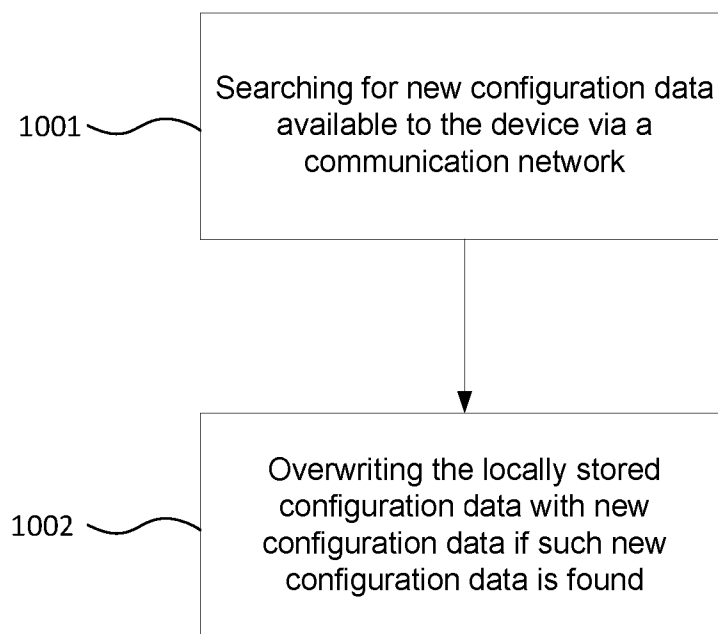 Searching for new configuration data
available to the device via a
communication network
1001
Overwriting the locally stored
configuration data with new
configuration data if such new
configuration data is found
1002